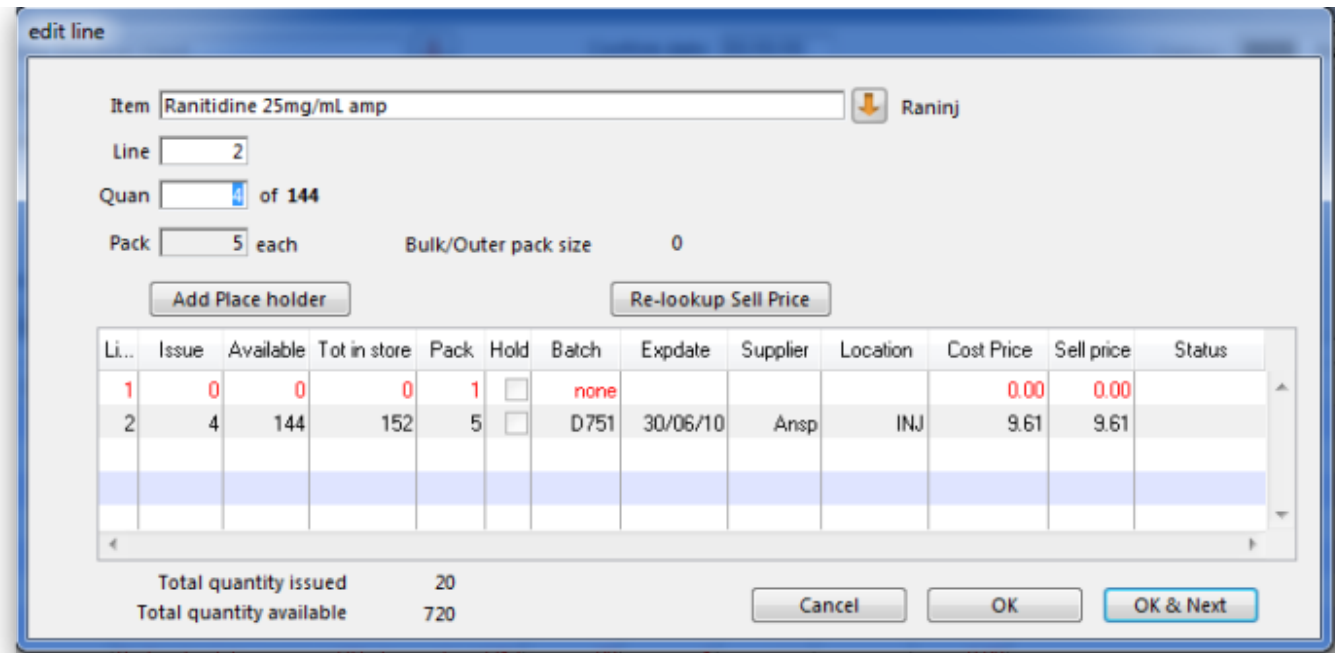 edit line
Item Ranitidine 25mg/mL amp Raninj
Line 2
Quan 4 of 144
Pack 5 each Bulk/Outer pack size 0
Add Place holder Re-lookup Sell Price
Li... Issue Available Tot in store Pack Hold Batch Expdate Supplier Location Cost Price Sell price Status
1 0 0 0 1 none 0.00 0.00
2 4 144 152 5 D751 30/06/10 Ansp INJ 9.61 9.61
Total quantity issued 20
Total quantity available 720
Cancel OK OK & Next